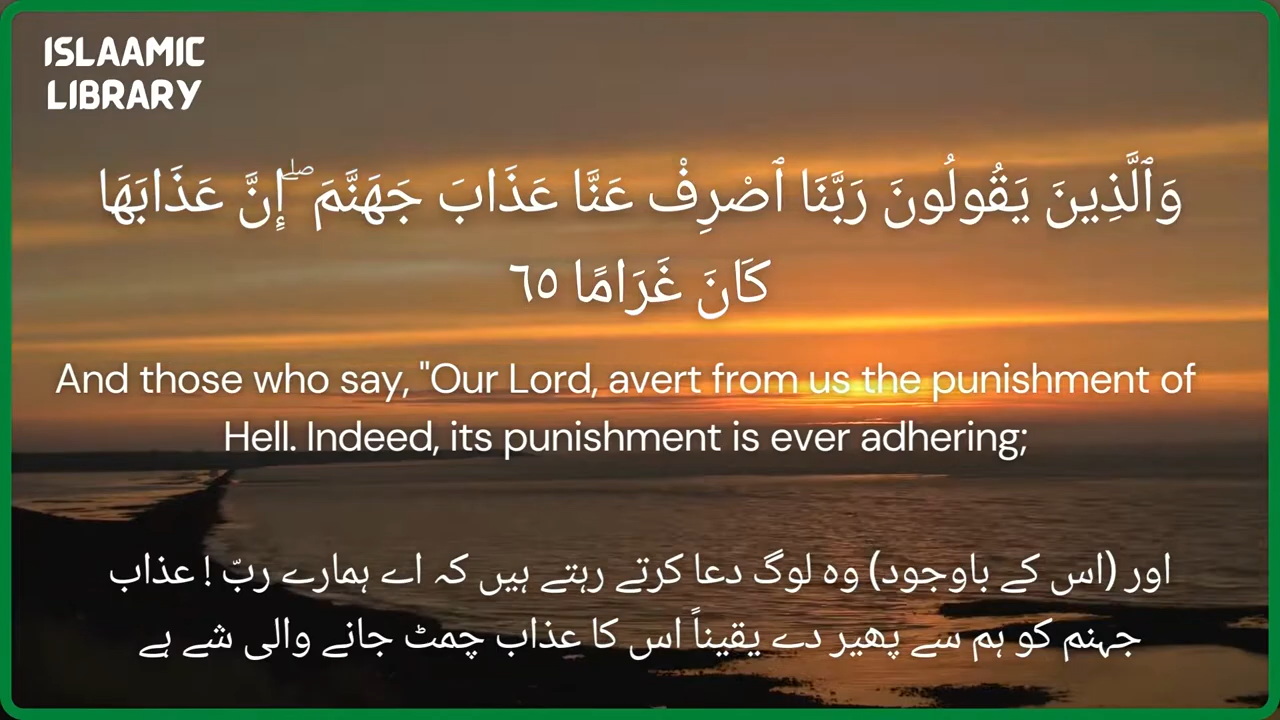 ISLAAMIC
LIBRARY
وَٱلَّذِينَ يَقُولُونَ رَبَّنَا ٱصْرِفْ عَنَّا عَذَابَ جَهَنَّمَ ۖ إِنَّ عَذَابَهَا
كَانَ غَرَامًا ٦٥
And those who say, "Our Lord, avert from us the punishment of
Hell. Indeed, its punishment is ever adhering;
اور (اس کے باوجود) وہ لوگ دعا کرتے رہتے ہیں کہ اے ہمارے ربّ ! عذاب
جہنم کو ہم سے پھیر دے یقیناً اس کا عذاب چمٹ جانے والی شے ہے